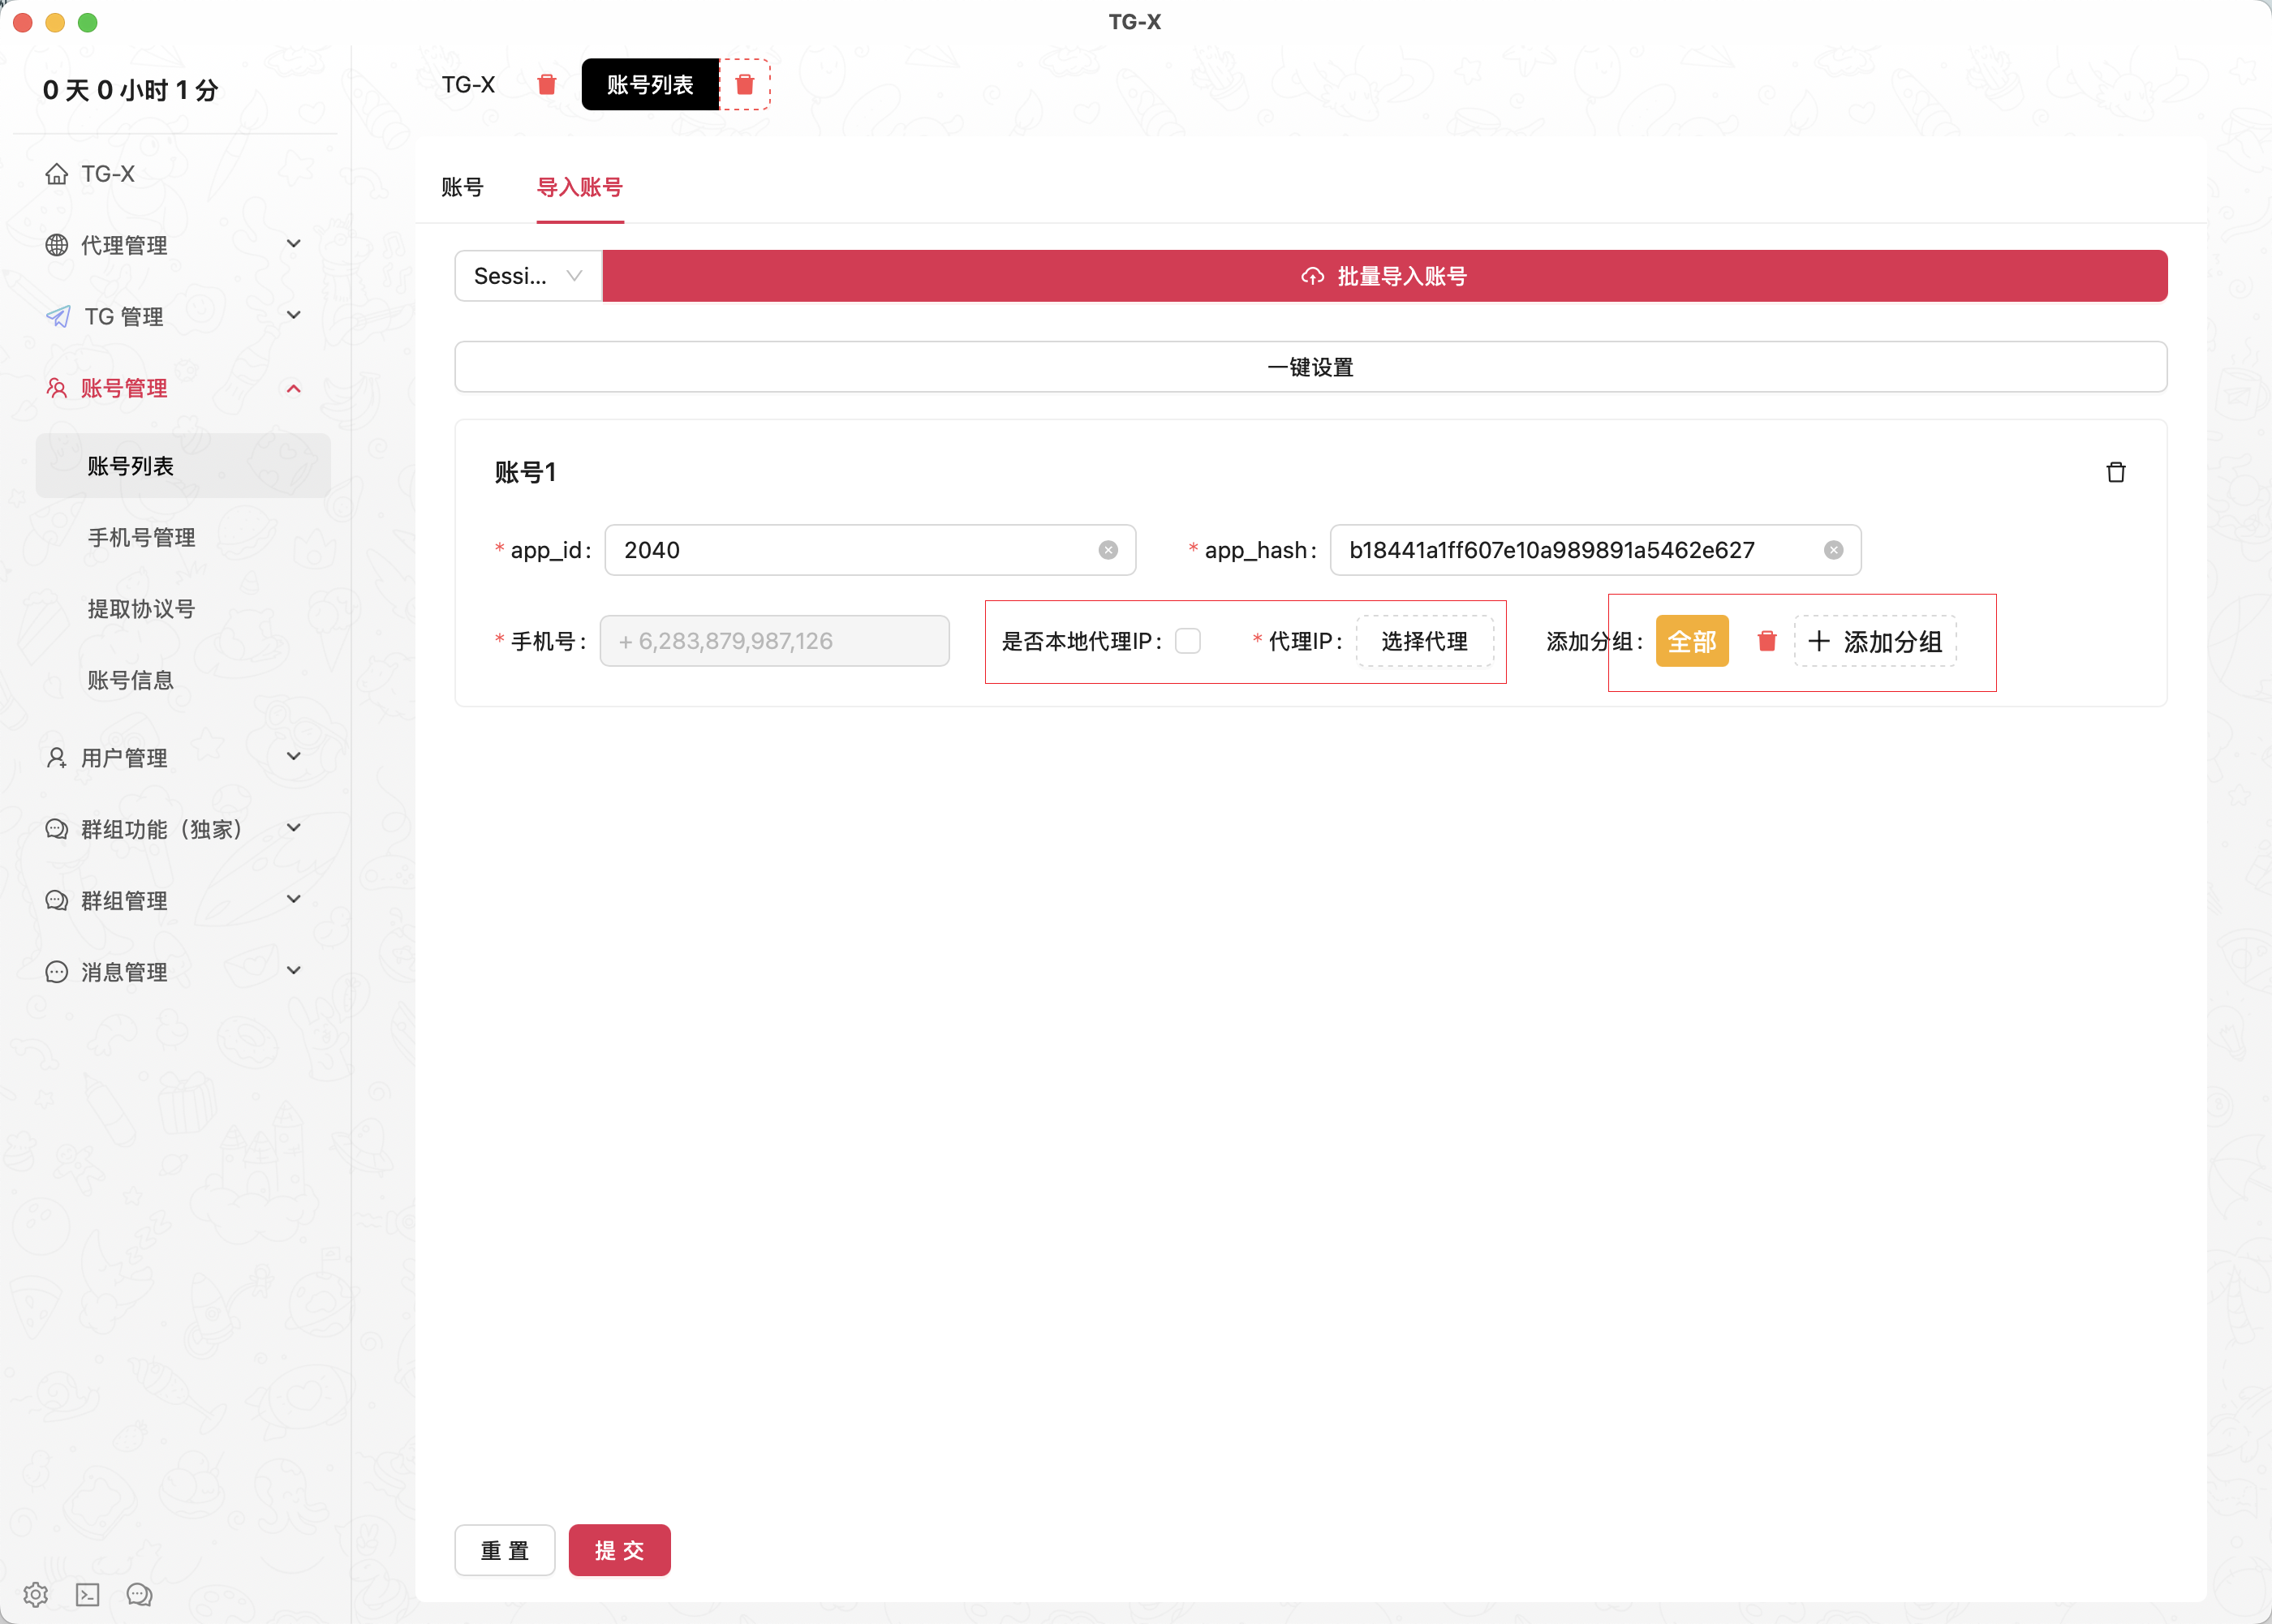 TG-X
0 天 0 小时 1 分
TG-X
代理管理
TG 管理
账号管理
账号列表
手机号管理
提取协议号
账号信息
用户管理
群组功能（独家）
群组管理
消息管理
TG-X
账号列表
账号
导入账号
Sessi...
批量导入账号
一键设置
账号1
* app_id: 2040
* app_hash: b18441a1ff607e10a989891a5462e627
* 手机号: + 6,283,879,987,126
是否本地代理IP:
* 代理IP: 选择代理
添加分组: 全部
添加分组
重 置
提 交